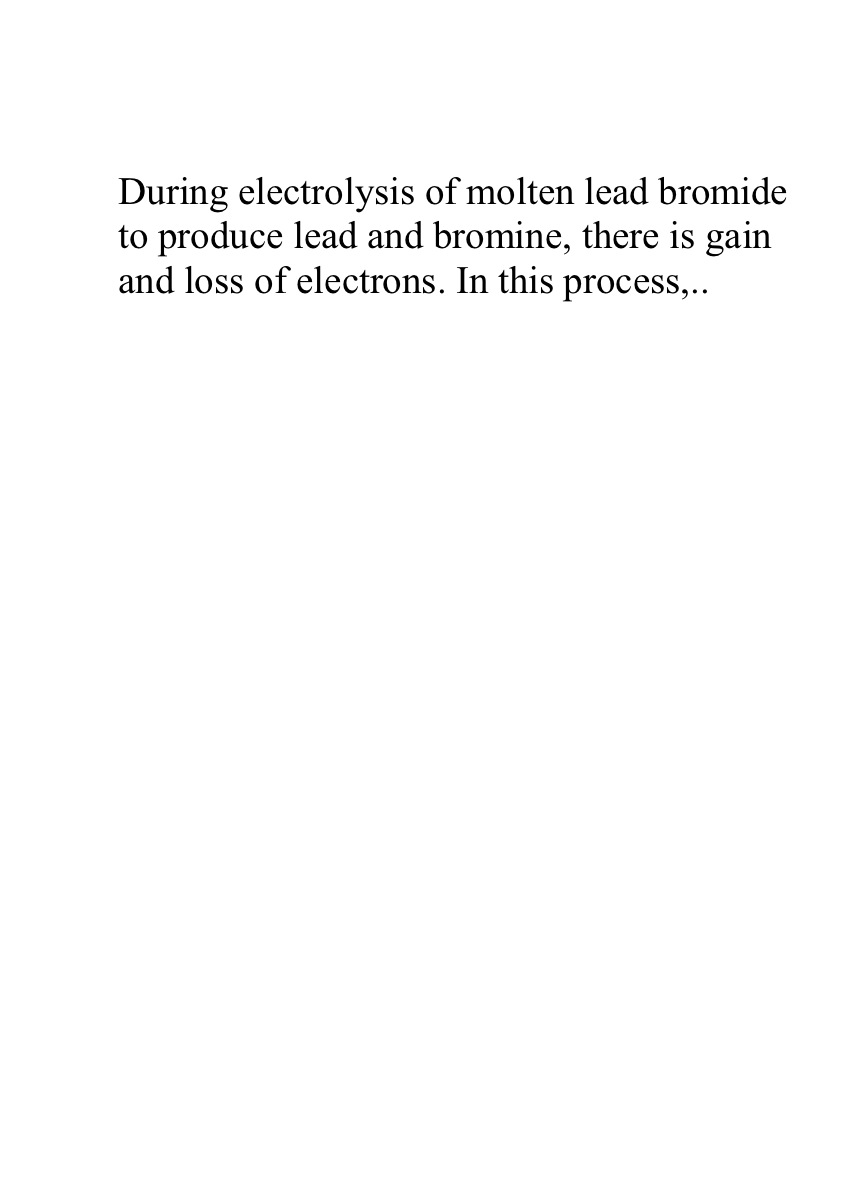 During electrolysis of molten lead bromide
to produce lead and bromine, there is gain
and loss of electrons. In this process,..